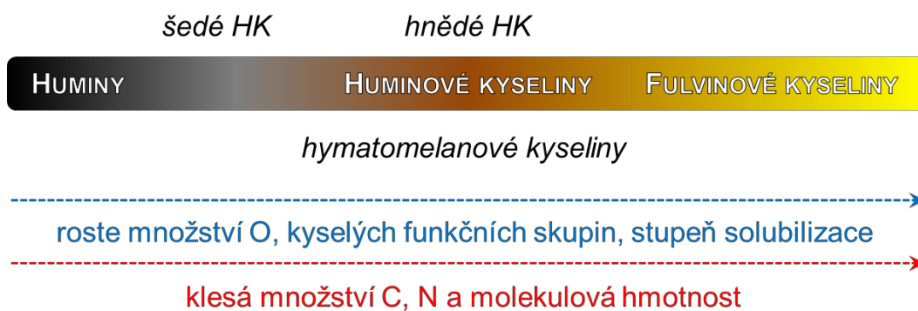 šedé HK hnědé HK
HUMINY HUMINOVÉ KYSELINY FULVINOVÉ KYSELINY
hymatomelanové kyseliny
roste množství O, kyselých funkčních skupin, stupeň solubilizace
klesá množství C, N a molekulová hmotnost